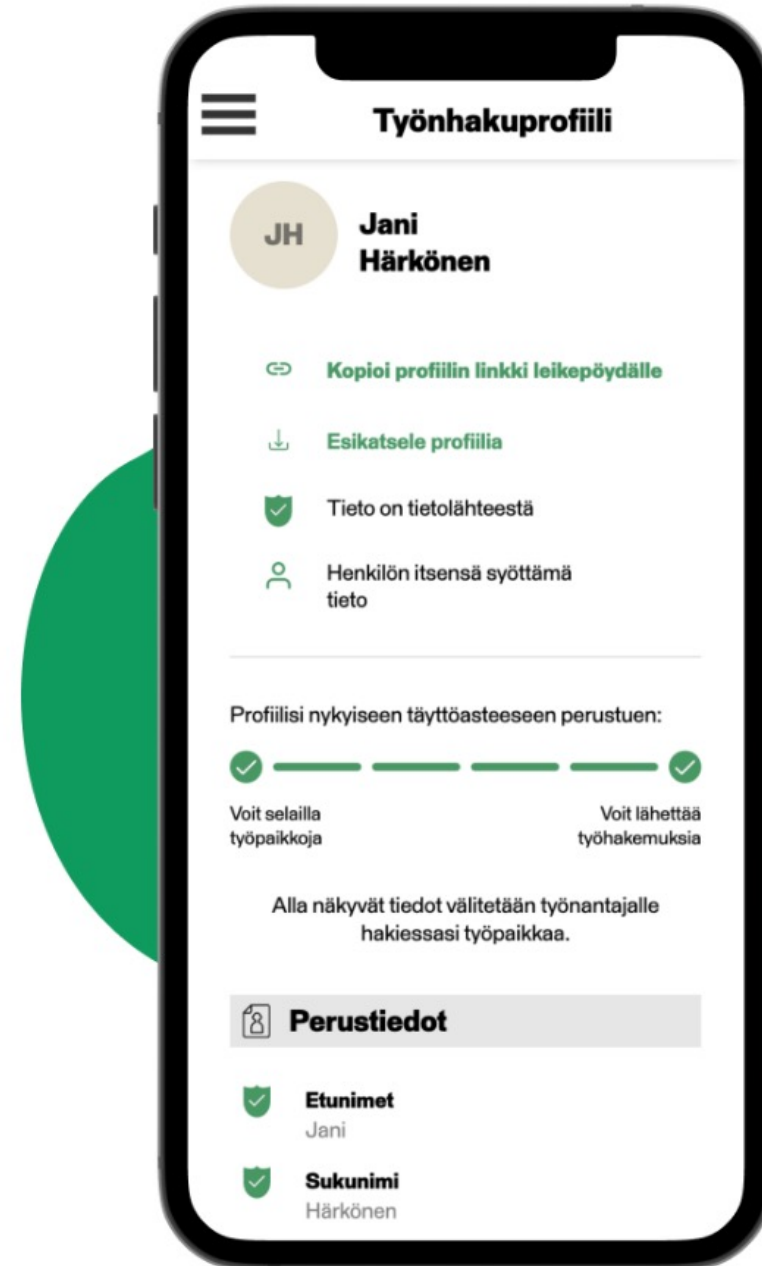 Työnhakuprofiili
JH
Jani
Härkönen
Kopioi profiilin linkki leikepöydälle
Esikatsele profiilia
Tieto on tietolähteestä
Henkilön itsensä syöttämä
tieto
Profiilisi nykyiseen täyttöasteeseen perustuen:
Voit selailla
työpaikkoja
Voit lähettää
työhakemuksia
Alla näkyvät tiedot välitetään työnantajalle
hakiessasi työpaikkaa.
Perustiedot
Etunimet
Jani
Sukunimi
Härkönen